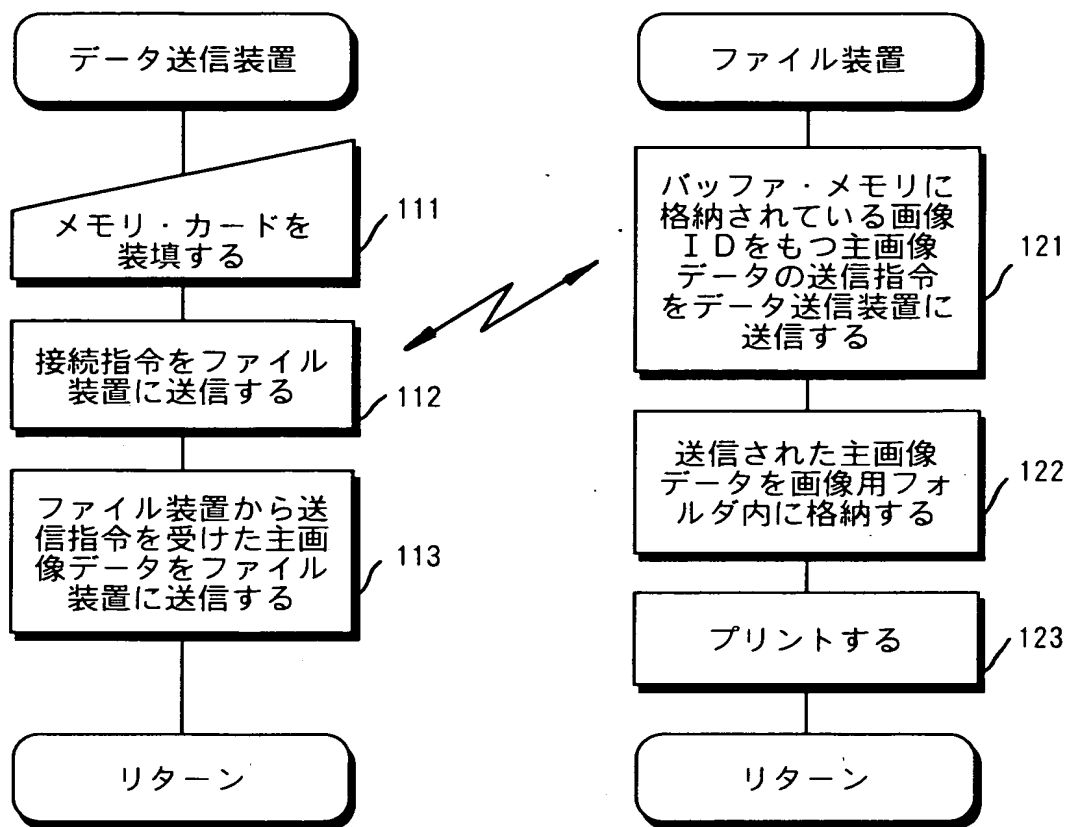 データ送信装置
メモリ・カードを
装填する
111
接続指令をファイル
装置に送信する
112
ファイル装置から送
信指令を受けた主画
像データをファイル
装置に送信する
113
リターン
ファイル装置
バッファ・メモリに
格納されている画像
IDをもつ主画像
データの送信指令
をデータ送信装置に
送信する
121
送信された主画像
データを画像用フォ
ルダ内に格納する
122
プリントする
123
リターン